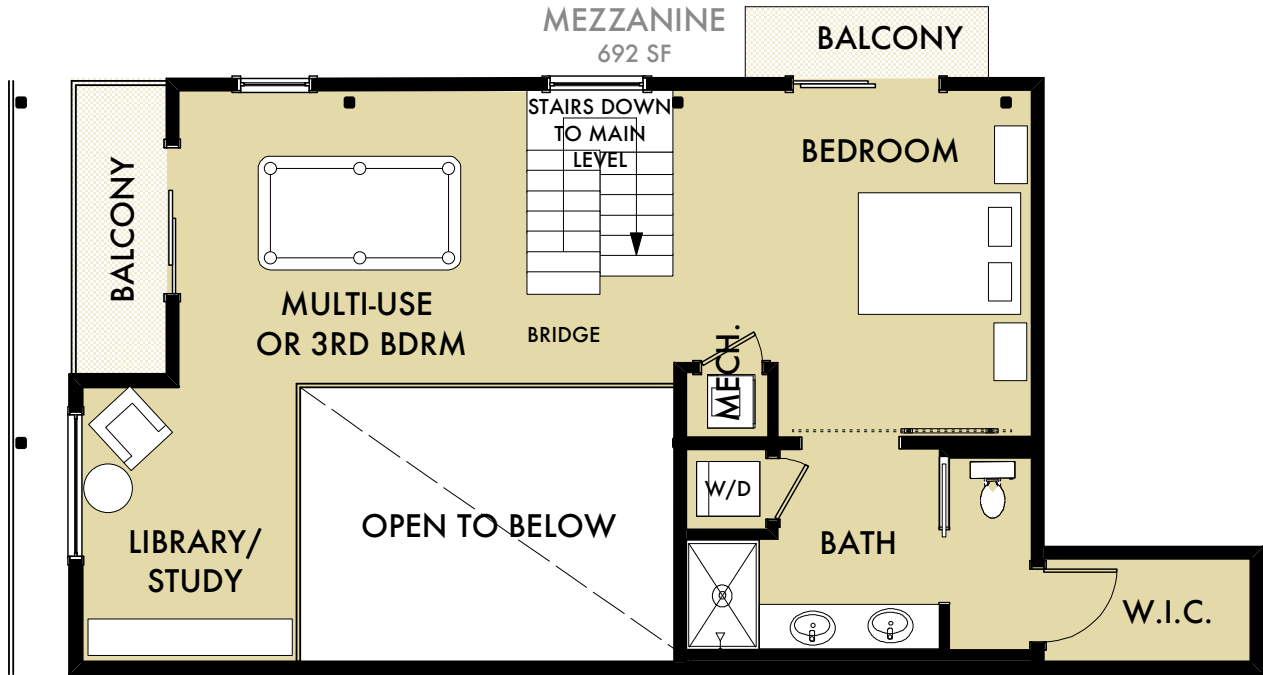 MEZZANINE
692 SF
BALCONY
STAIRS DOWN
TO MAIN
LEVEL
BEDROOM
BALCONY
MULTI-USE
OR 3RD BDRM
BRIDGE
MECH.
W/D
OPEN TO BELOW
LIBRARY/
STUDY
BATH
W.I.C.